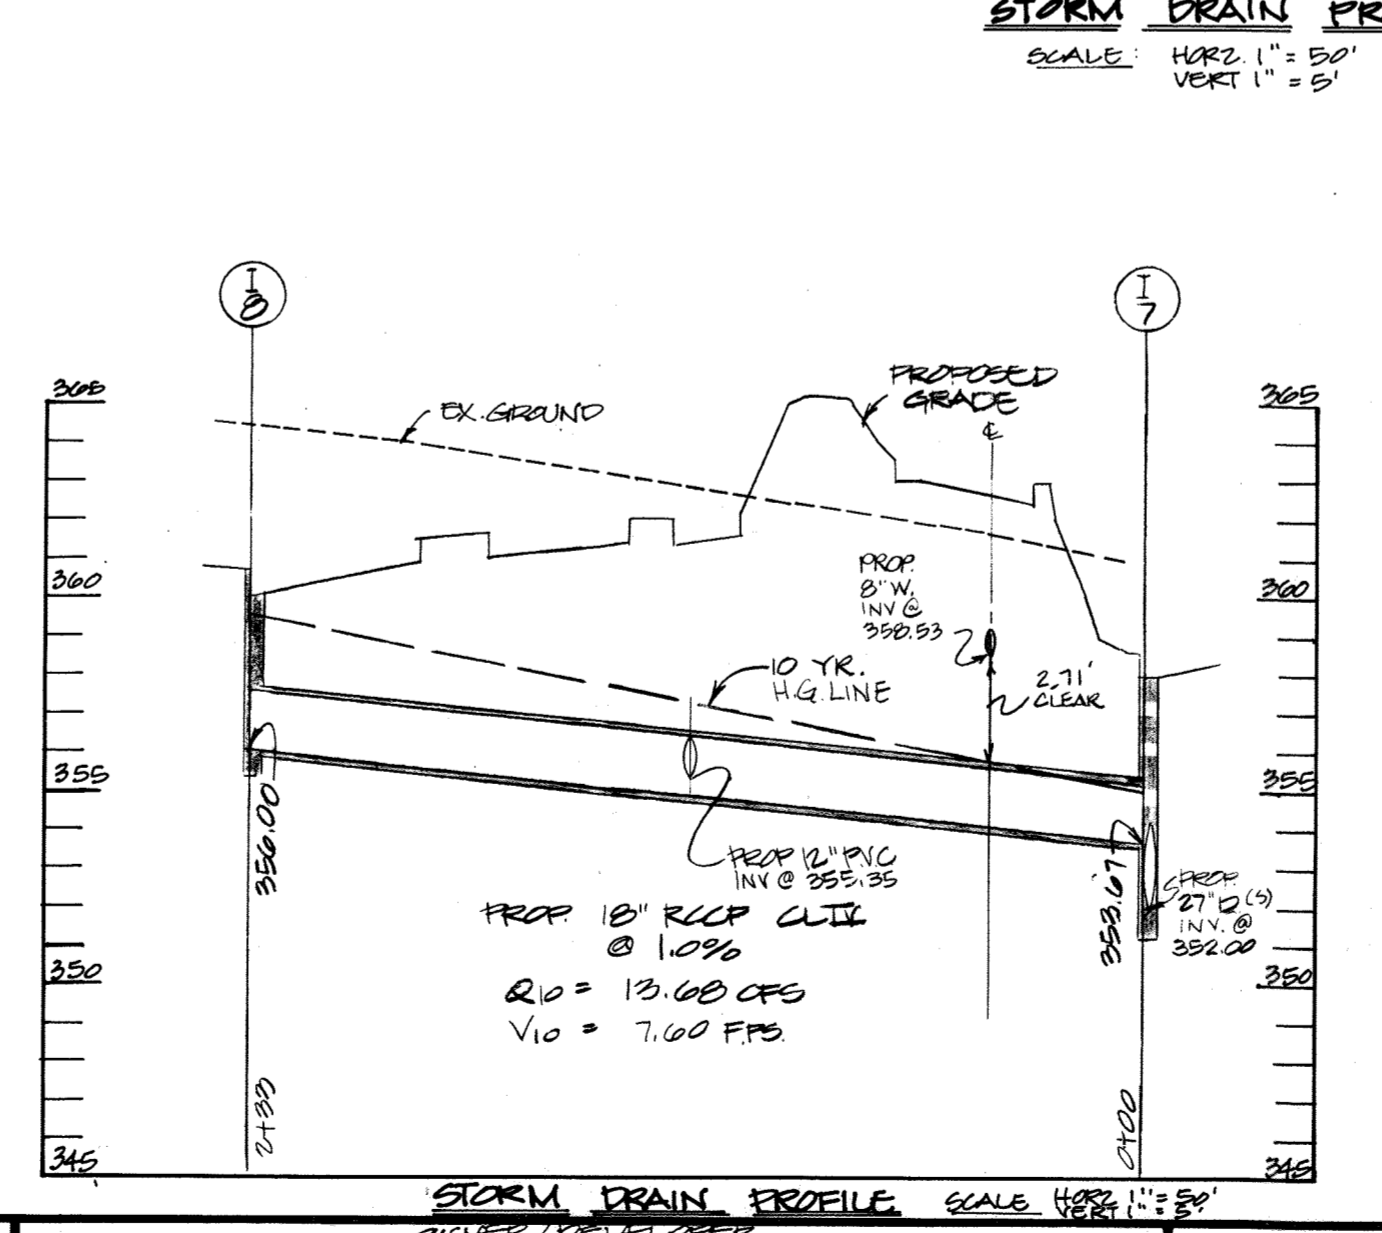 STORM DRAIN PR
SCALE: HORZ. 1" = 50'
VERT 1" = 5'
I
8
I
7
365
360
355
350
345
EX. GROUND
PROPOSED
GRADE
℄
PROP.
8" W.
INV @
358.53
10 YR.
H.G. LINE
2.71'
CLEAR
365
360
355
350
345
356.00
PROP 12" PVC
INV @ 355.35
353.67
PROP.
27" D (S)
INV. @
352.00
PROP. 18" RCCP CL IV
@ 1.0%
Q10 = 13.68 CFS
V10 = 7.60 F.P.S.
2+33
0+00
STORM DRAIN PROFILE SCALE HORZ 1" = 50'
VERT 1" = 5'